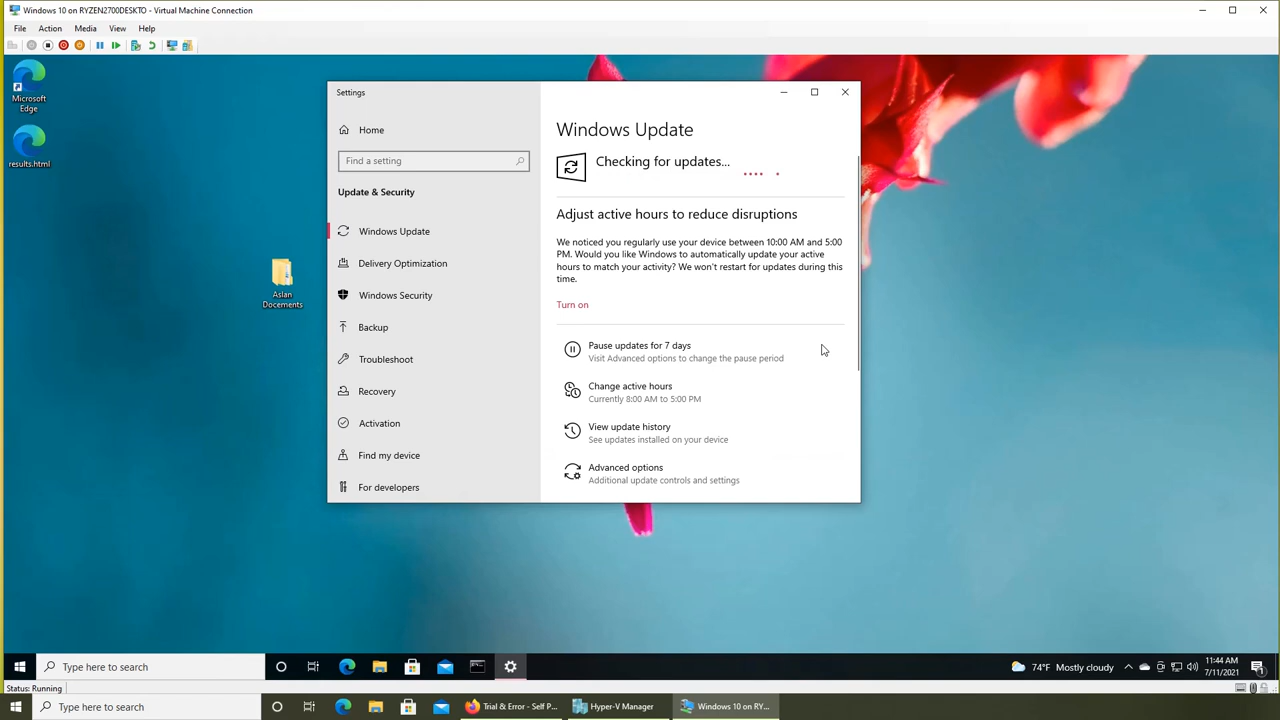 Windows 10 on RYZEN2700DESKTO - Virtual Machine Connection
File Action Media View Help
Microsoft
Edge
results.html
Aslan
Docements
Settings
Home
Find a setting
Update & Security
Windows Update
Delivery Optimization
Windows Security
Backup
Troubleshoot
Recovery
Activation
Find my device
For developers
Windows Update
Checking for updates...
Adjust active hours to reduce disruptions
We noticed you regularly use your device between 10:00 AM and 5:00
PM. Would you like Windows to automatically update your active
hours to match your activity? We won't restart for updates during this
time.
Turn on
Pause updates for 7 days
Visit Advanced options to change the pause period
Change active hours
Currently 8:00 AM to 5:00 PM
View update history
See updates installed on your device
Advanced options
Additional update controls and settings
Type here to search
74°F Mostly cloudy
11:44 AM
7/11/2021
1
Status: Running
Type here to search
Trial & Error - Self P...
Hyper-V Manager
Windows 10 on RY...